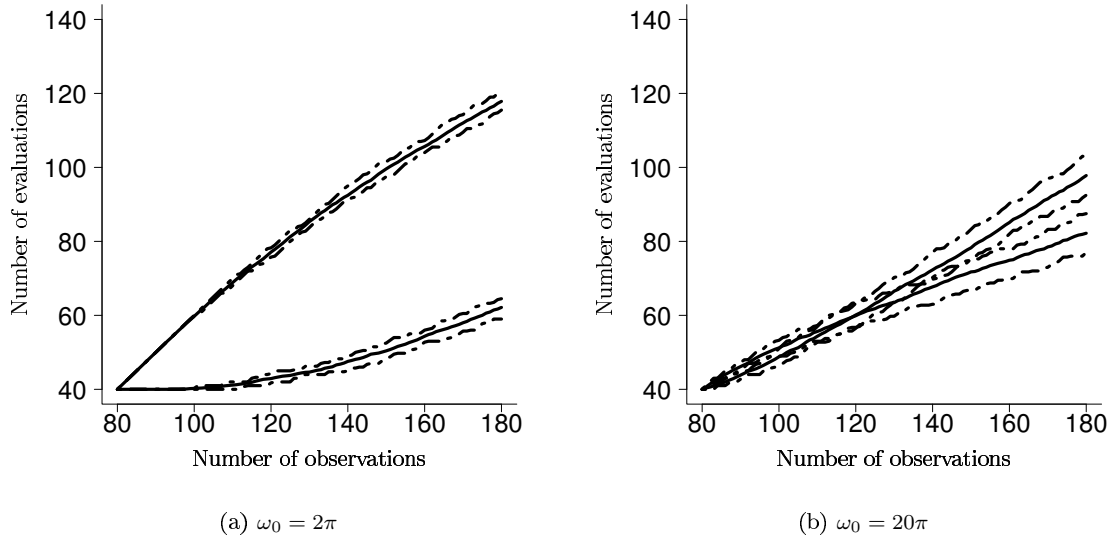 140
120
100
80
60
40
Number of evaluations
80 100 120 140 160 180
Number of observations
(a) ω₀ = 2π
140
120
100
80
60
40
Number of evaluations
80 100 120 140 160 180
Number of observations
(b) ω₀ = 20π